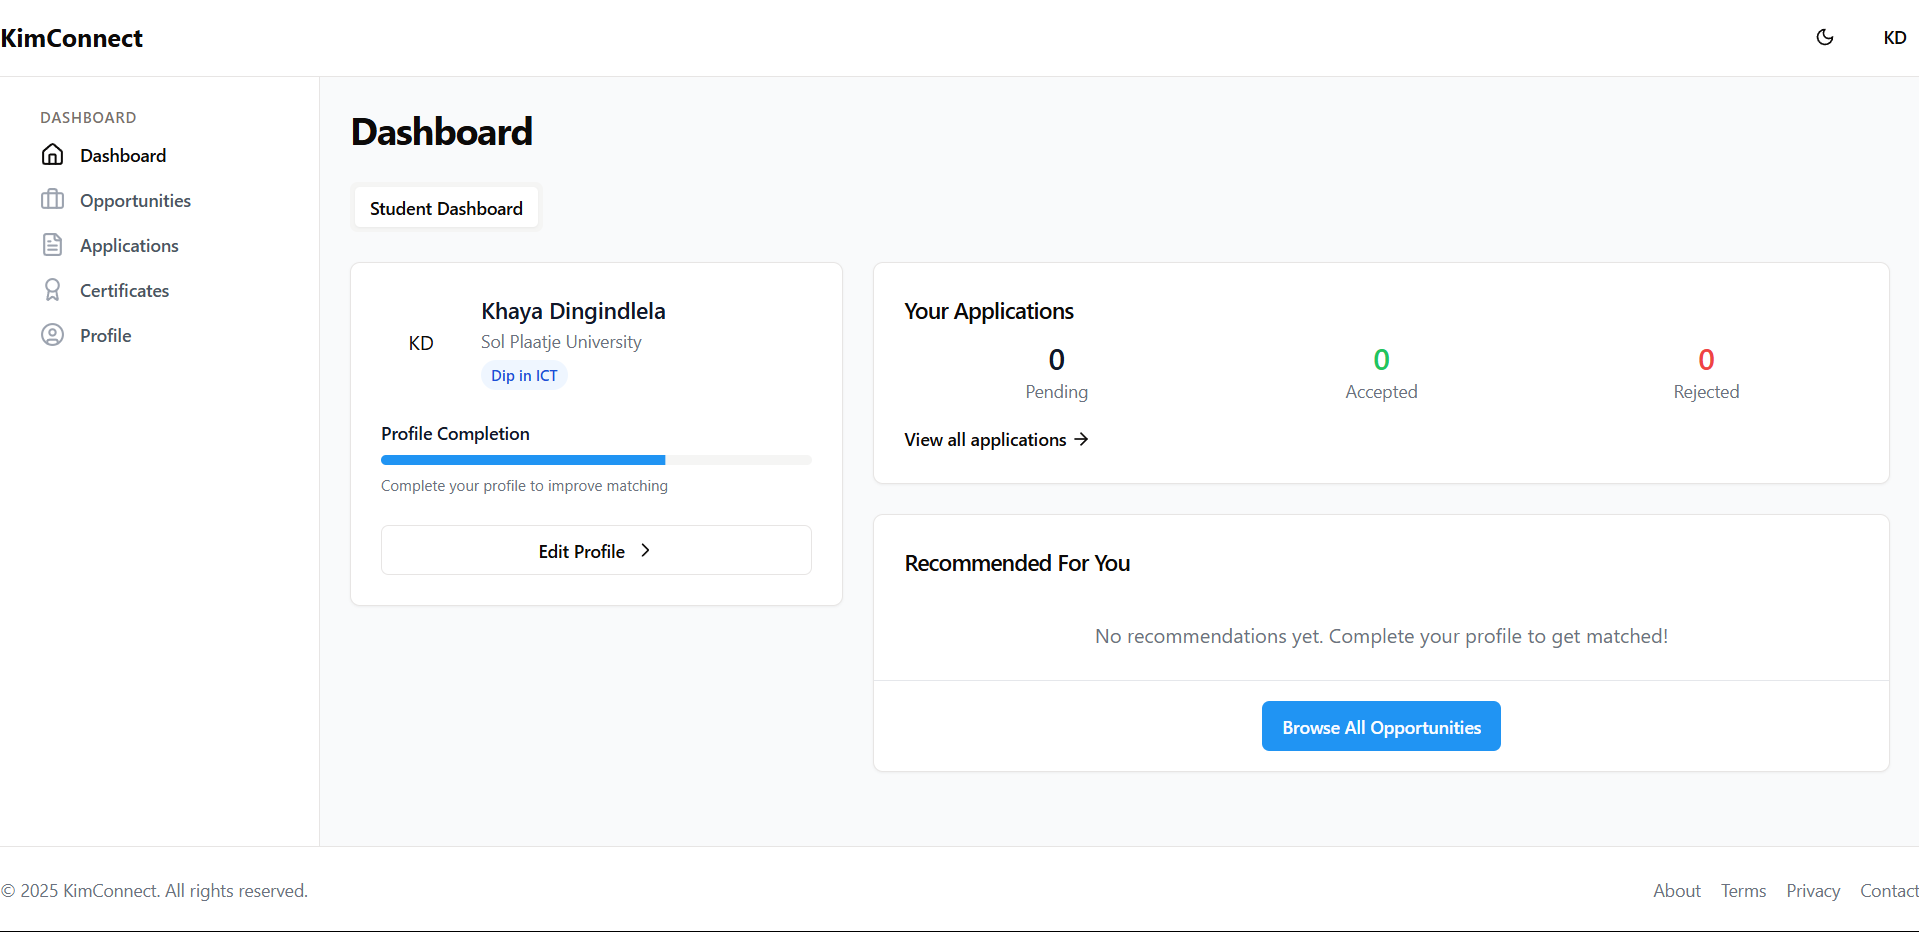 KimConnect
KD
DASHBOARD
Dashboard
Opportunities
Applications
Certificates
Profile
Dashboard
Student Dashboard
KD
Khaya Dingindlela
Sol Plaatje University
Dip in ICT
Profile Completion
Complete your profile to improve matching
Edit Profile
Your Applications
0
Pending
0
Accepted
0
Rejected
View all applications →
Recommended For You
No recommendations yet. Complete your profile to get matched!
Browse All Opportunities
© 2025 KimConnect. All rights reserved.
About Terms Privacy Contact